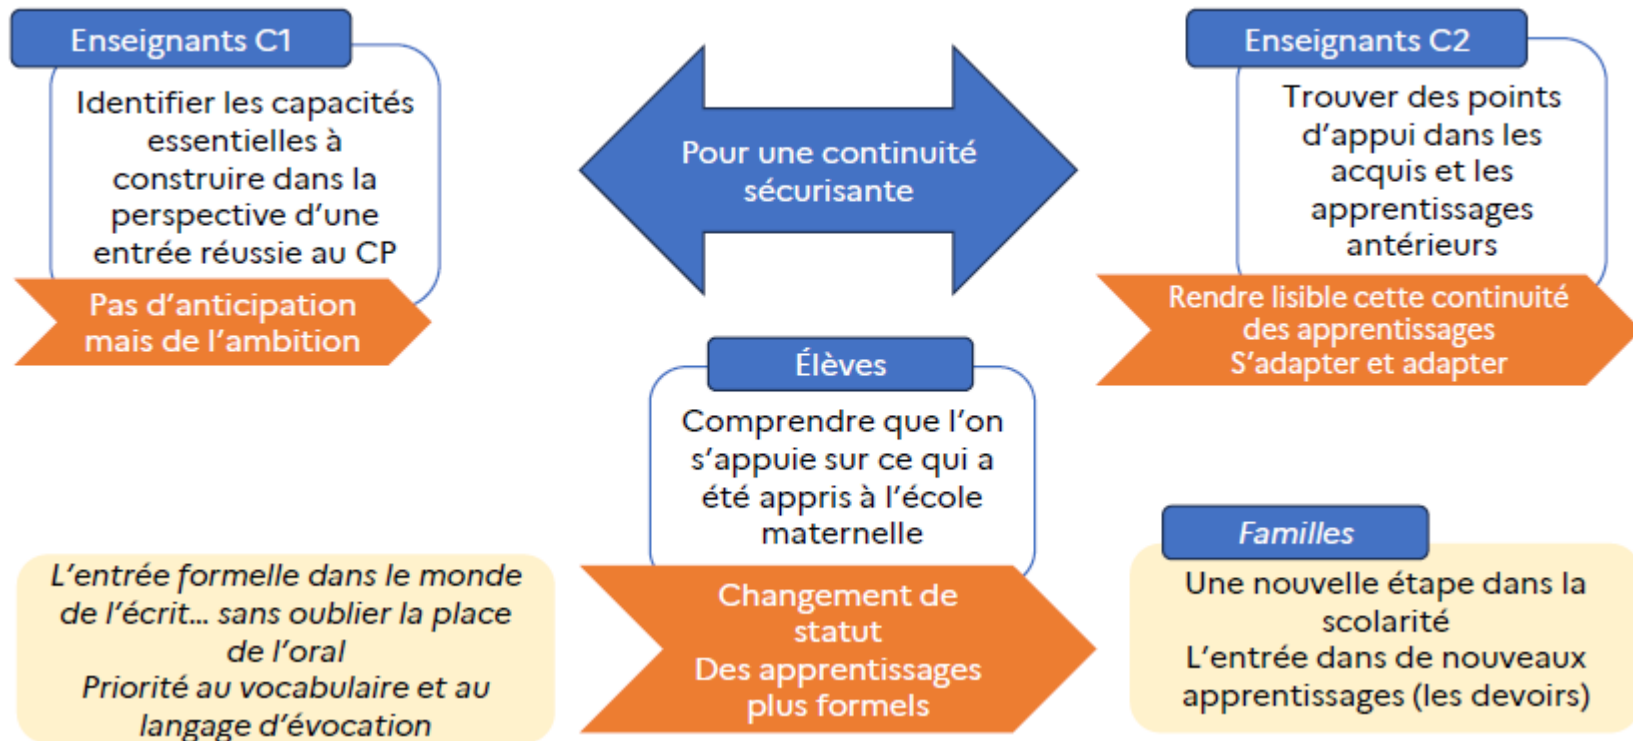 Enseignants C1
Identifier les capacités
essentielles à
construire dans la
perspective d’une
entrée réussie au CP
Pas d’anticipation
mais de l’ambition
Pour une continuité
sécurisante
Enseignants C2
Trouver des points
d’appui dans les
acquis et les
apprentissages
antérieurs
Rendre lisible cette continuité
des apprentissages
S’adapter et adapter
Élèves
Comprendre que l’on
s’appuie sur ce qui a
été appris à l’école
maternelle
Changement de
statut
Des apprentissages
plus formels
L’entrée formelle dans le monde
de l’écrit… sans oublier la place
de l’oral
Priorité au vocabulaire et au
langage d’évocation
Familles
Une nouvelle étape dans la
scolarité
L’entrée dans de nouveaux
apprentissages (les devoirs)